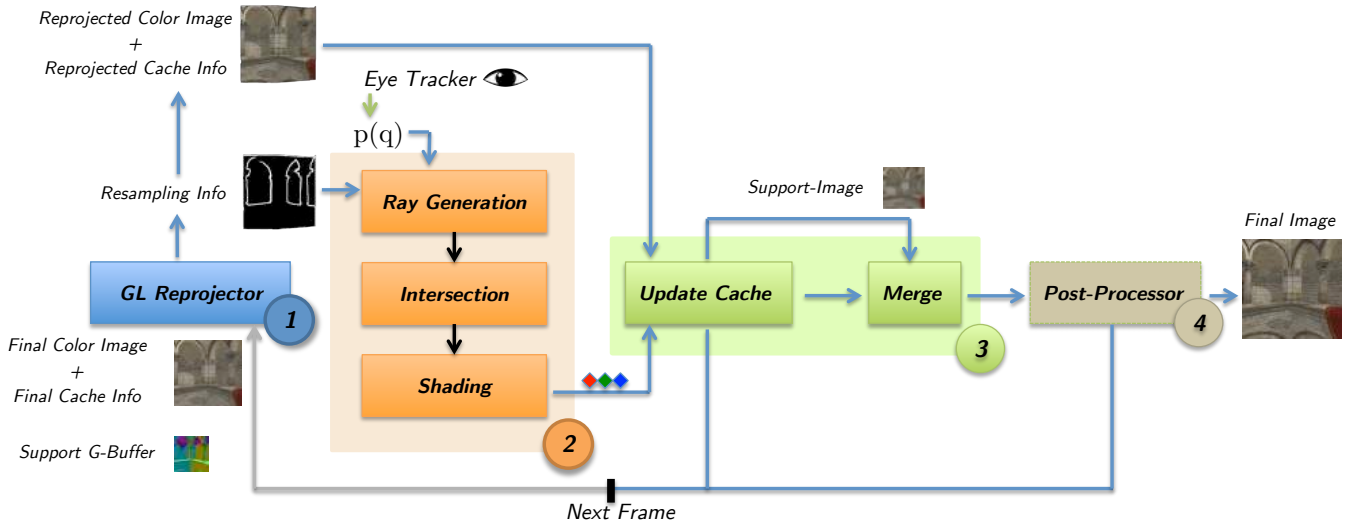 Reprojected Color Image
+
Reprojected Cache Info
Eye Tracker
p(q)
Resampling Info
Ray Generation
Support-Image
Final Image
GL Reprojector
1
Intersection
Update Cache
Merge
Post-Processor
4
3
Final Color Image
+
Final Cache Info
Shading
2
Support G-Buffer
Next Frame